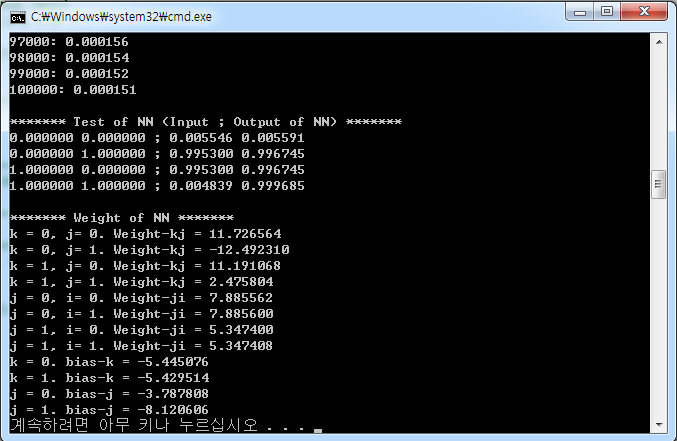 C:₩Windows₩system32₩cmd.exe
97000: 0.000156
98000: 0.000154
99000: 0.000152
100000: 0.000151
******* Test of NN (Input ; Output of NN) *******
0.000000 0.000000 ; 0.005546 0.005591
0.000000 1.000000 ; 0.995300 0.996745
1.000000 0.000000 ; 0.995300 0.996745
1.000000 1.000000 ; 0.004839 0.999685
******* Weight of NN *******
k = 0, j= 0. Weight-kj = 11.726564
k = 0, j= 1. Weight-kj = -12.492310
k = 1, j= 0. Weight-kj = 11.191068
k = 1, j= 1. Weight-kj = 2.475804
j = 0, i= 0. Weight-ji = 7.885562
j = 0, i= 1. Weight-ji = 7.885600
j = 1, i= 0. Weight-ji = 5.347400
j = 1, i= 1. Weight-ji = 5.347408
k = 0. bias-k = -5.445076
k = 1. bias-k = -5.429514
j = 0. bias-j = -3.787808
j = 1. bias-j = -8.120606
계속하려면 아무 키나 누르십시오 . . .